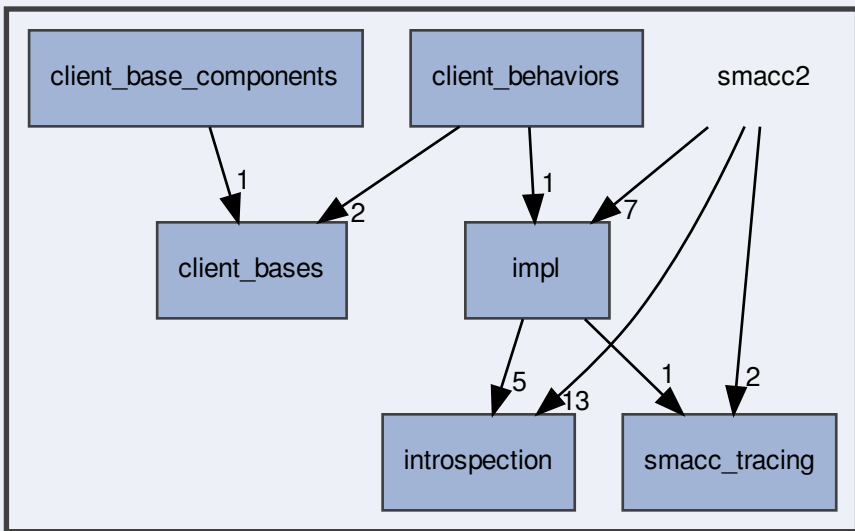 client_base_components
client_behaviors
smacc2
1
2
1
7
client_bases
impl
5
13
1
2
introspection
smacc_tracing